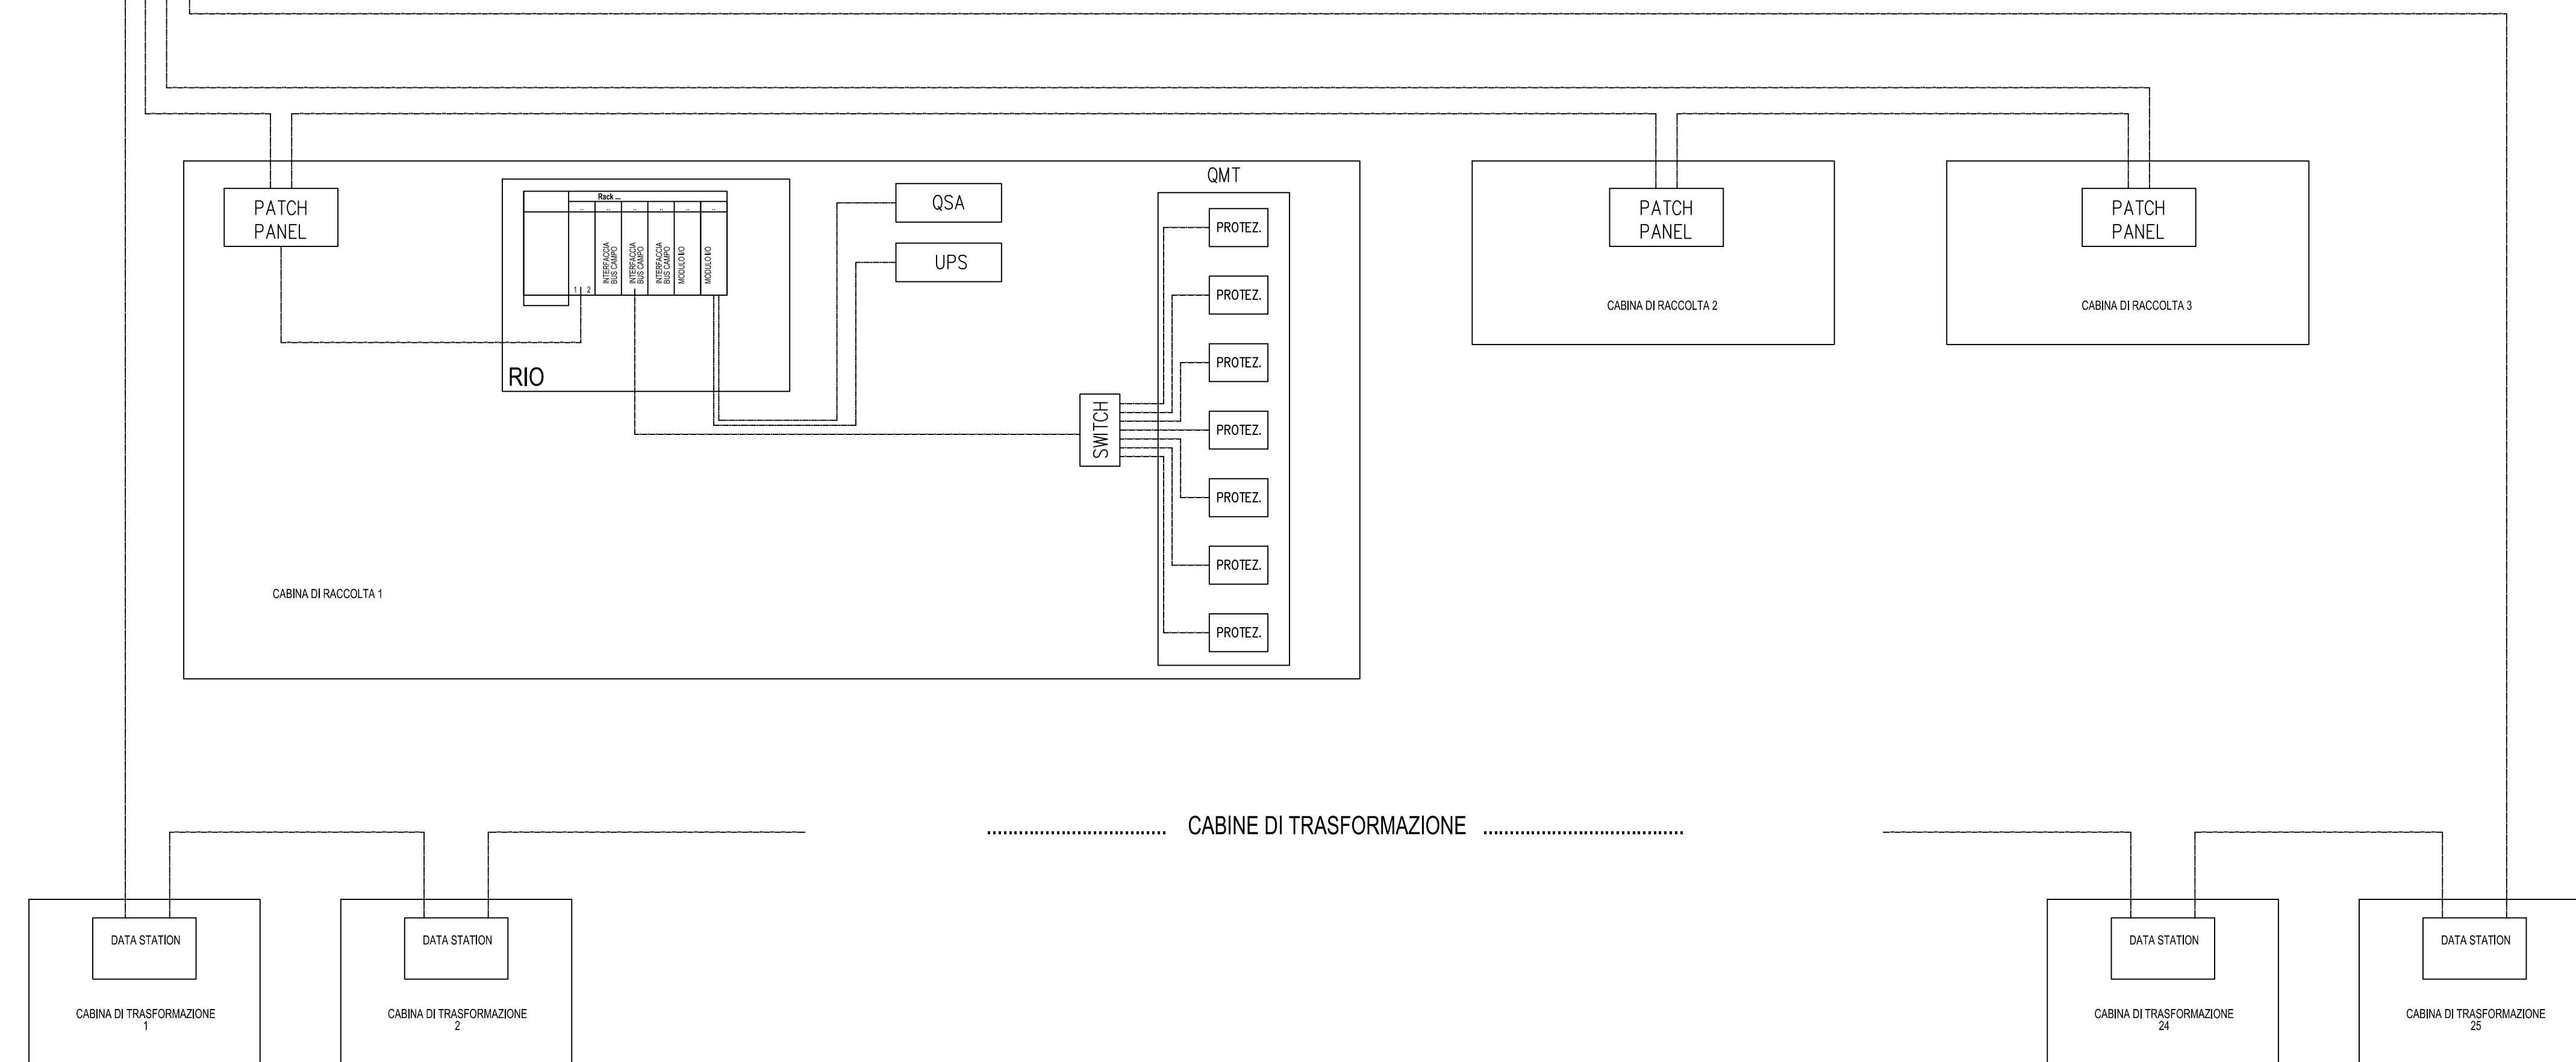 QMT
PATCH
PANEL
Rack ...
.. .. .. .. .. ..
INTERFACCIA
BUS CAMPO
INTERFACCIA
BUS CAMPO
INTERFACCIA
BUS CAMPO
MODULO I/O
MODULO I/O
1 2
RIO
QSA
UPS
SWITCH
PROTEZ.
PROTEZ.
PROTEZ.
PROTEZ.
PROTEZ.
PROTEZ.
PROTEZ.
CABINA DI RACCOLTA 1
PATCH
PANEL
CABINA DI RACCOLTA 2
PATCH
PANEL
CABINA DI RACCOLTA 3
.................................. CABINE DI TRASFORMAZIONE ......................................
DATA STATION
CABINA DI TRASFORMAZIONE
1
DATA STATION
CABINA DI TRASFORMAZIONE
2
DATA STATION
CABINA DI TRASFORMAZIONE
24
DATA STATION
CABINA DI TRASFORMAZIONE
25